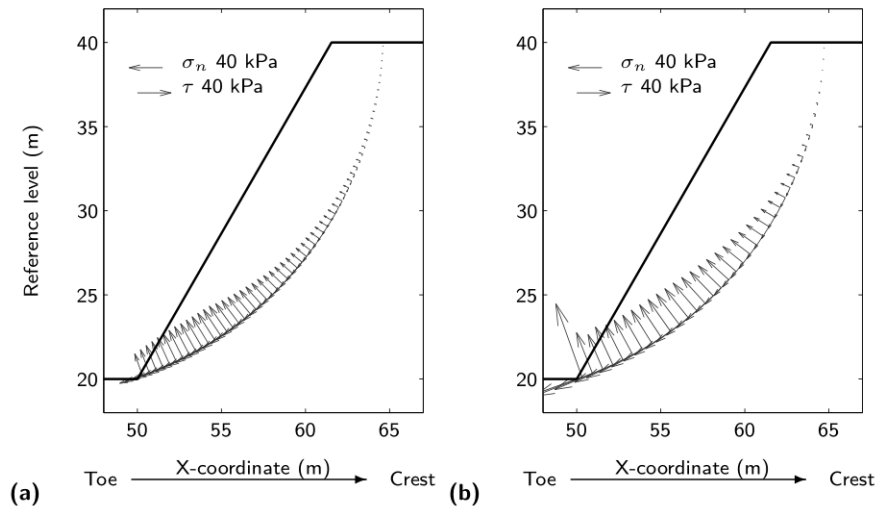 40
35
30
25
20
Reference level (m)
σn 40 kPa
τ 40 kPa
50 55 60 65
X-coordinate (m)
Toe Crest
(a)
40
35
30
25
20
σn 40 kPa
τ 40 kPa
50 55 60 65
X-coordinate (m)
Toe Crest
(b)